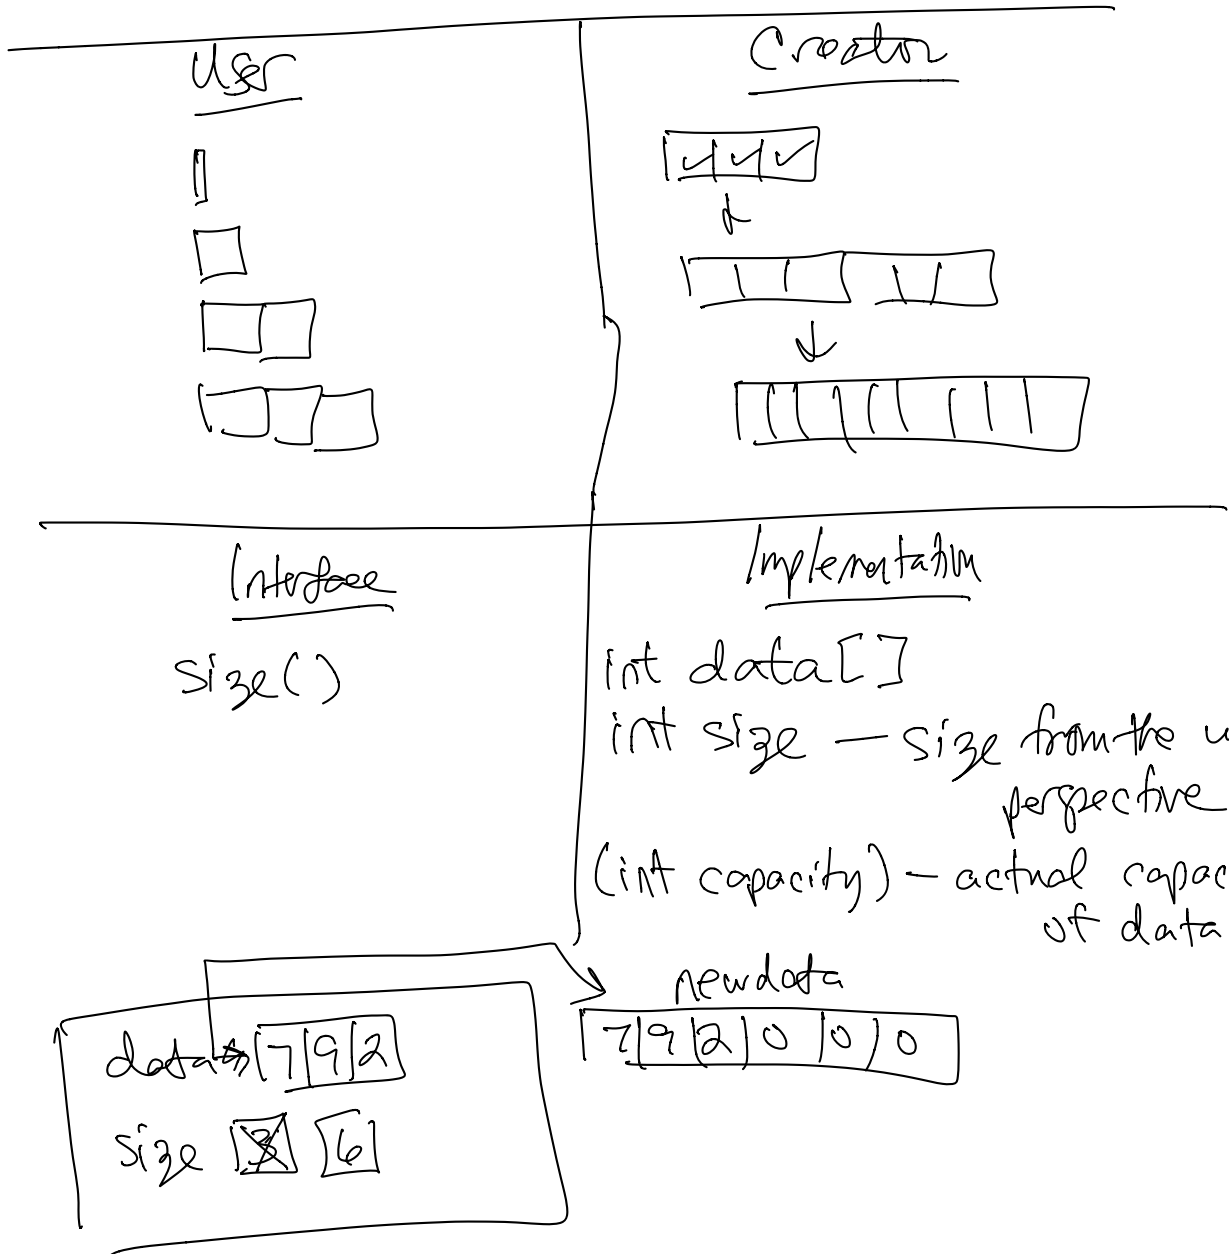 User
Creator
Interface
Implementation
size()
int data[]
int size – size from the u
perspective
(int capacity) – actual capac
of data
newdata
7 9 2 0 0 0
data 7 9 2
size 3 6